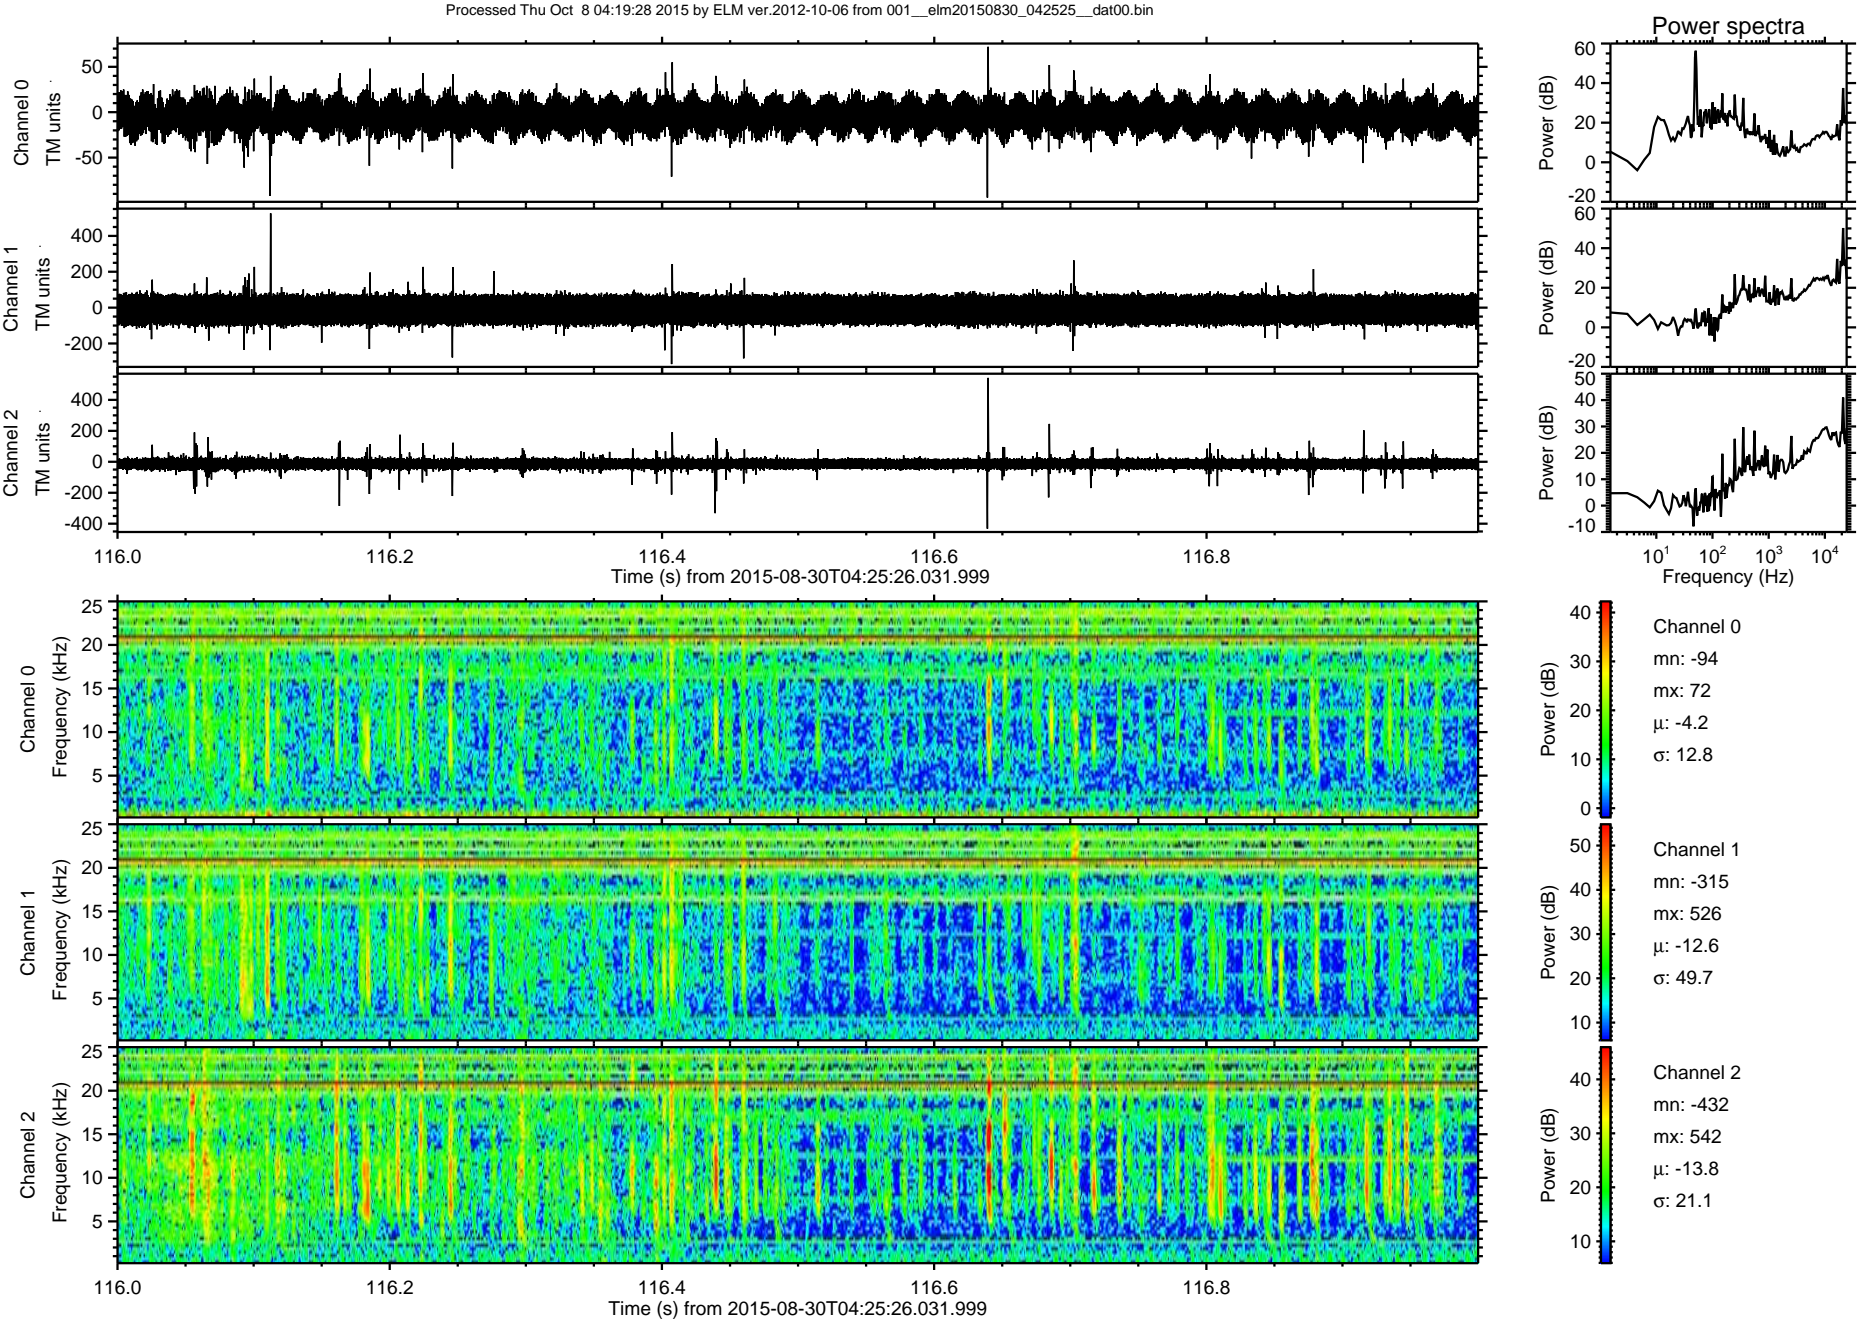 Processed Thu Oct  8 04:19:28 2015 by ELM ver.2012-10-06 from 001__elm20150830_042525__dat00.bin
Power spectra
Channel 0
TM units
50
0
-50
Power (dB)
60
40
20
0
-20
Channel 1
TM units
400
200
0
-200
Power (dB)
60
40
20
0
-20
Channel 2
TM units
400
200
0
-200
-400
Power (dB)
50
40
30
20
10
0
-10
116.0 116.2 116.4 116.6 116.8
Time (s) from 2015-08-30T04:25:26.031.999
10¹ 10² 10³ 10⁴
Frequency (Hz)
Channel 0
Frequency (kHz)
25
20
15
10
5
Power (dB)
40
30
20
10
0
Channel 0
mn: -94
mx: 72
μ: -4.2
σ: 12.8
Channel 1
Frequency (kHz)
25
20
15
10
5
Power (dB)
50
40
30
20
10
Channel 1
mn: -315
mx: 526
μ: -12.6
σ: 49.7
Channel 2
Frequency (kHz)
25
20
15
10
5
Power (dB)
40
30
20
10
Channel 2
mn: -432
mx: 542
μ: -13.8
σ: 21.1
116.0 116.2 116.4 116.6 116.8
Time (s) from 2015-08-30T04:25:26.031.999